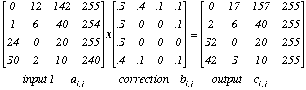 [ 0 12 142 255 ] [ .3 .4 .1 .1 ] [ 0 17 157 255 ]
[ 1 6 40 254 ] x [ .3 0 0 .1 ] = [ 2 6 40 255 ]
[ 24 0 20 255 ] [ .3 0 0 0 ] [ 32 0 20 255 ]
[ 30 2 10 240 ] [ .4 .1 0 .1 ] [ 42 3 10 255 ]
input1 a_{i,j} correction b_{i,j} output c_{i,j}